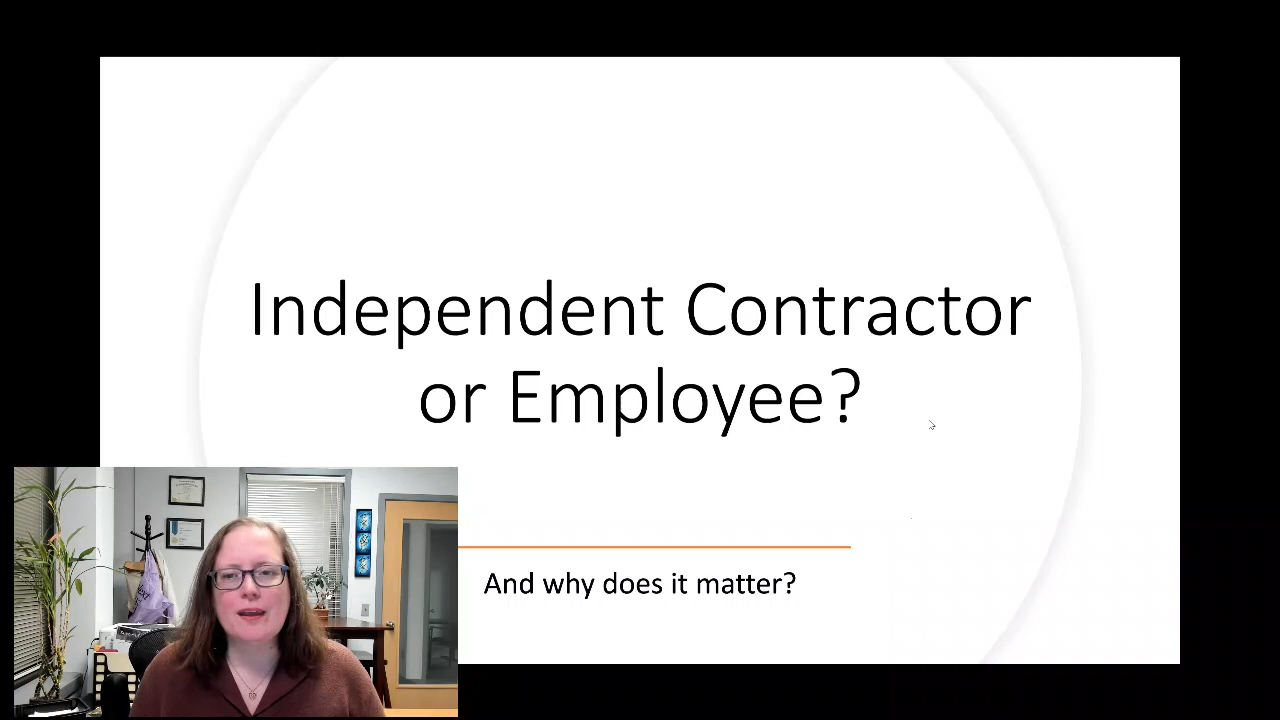 Independent Contractor
or Employee?
And why does it matter?